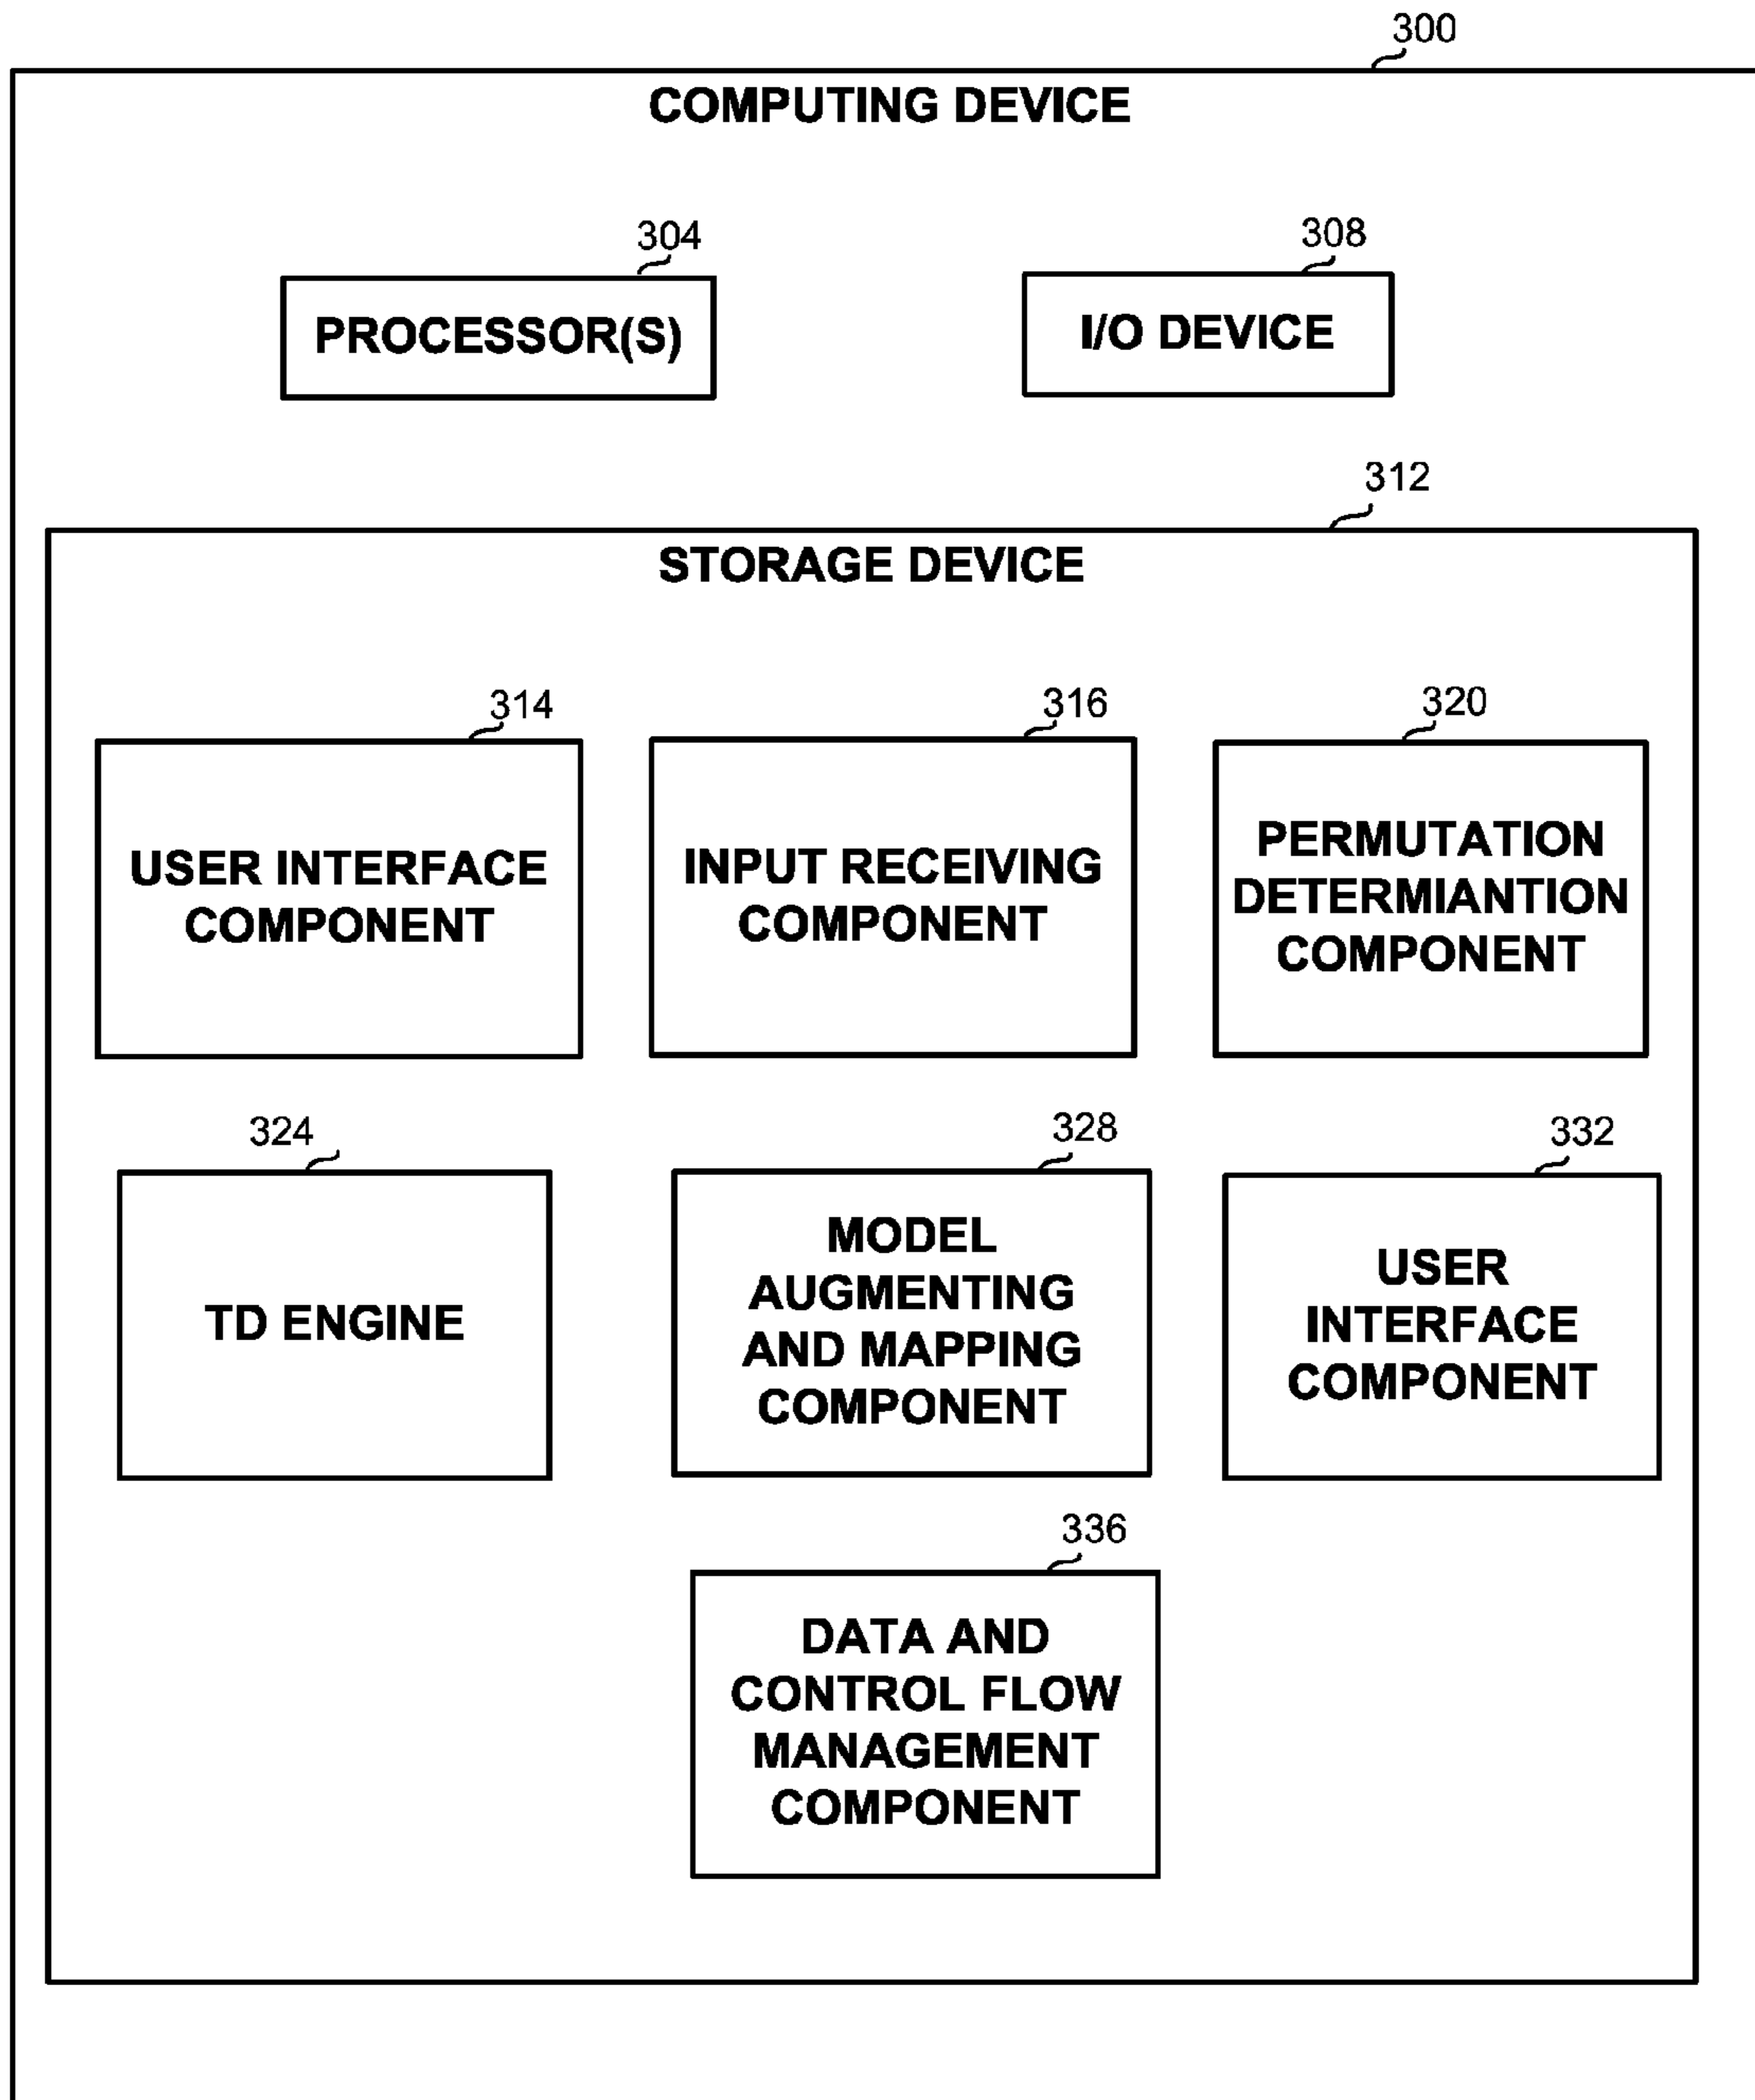 300
COMPUTING DEVICE
304
PROCESSOR(S)
308
I/O DEVICE
312
STORAGE DEVICE
314
USER INTERFACE
COMPONENT
316
INPUT RECEIVING
COMPONENT
320
PERMUTATION
DETERMIANTION
COMPONENT
324
TD ENGINE
328
MODEL
AUGMENTING
AND MAPPING
COMPONENT
332
USER
INTERFACE
COMPONENT
336
DATA AND
CONTROL FLOW
MANAGEMENT
COMPONENT